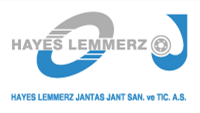 HAYES LEMMERZ
HAYES LEMMERZ JANTAS JANT SAN. ve TIC. A.S.